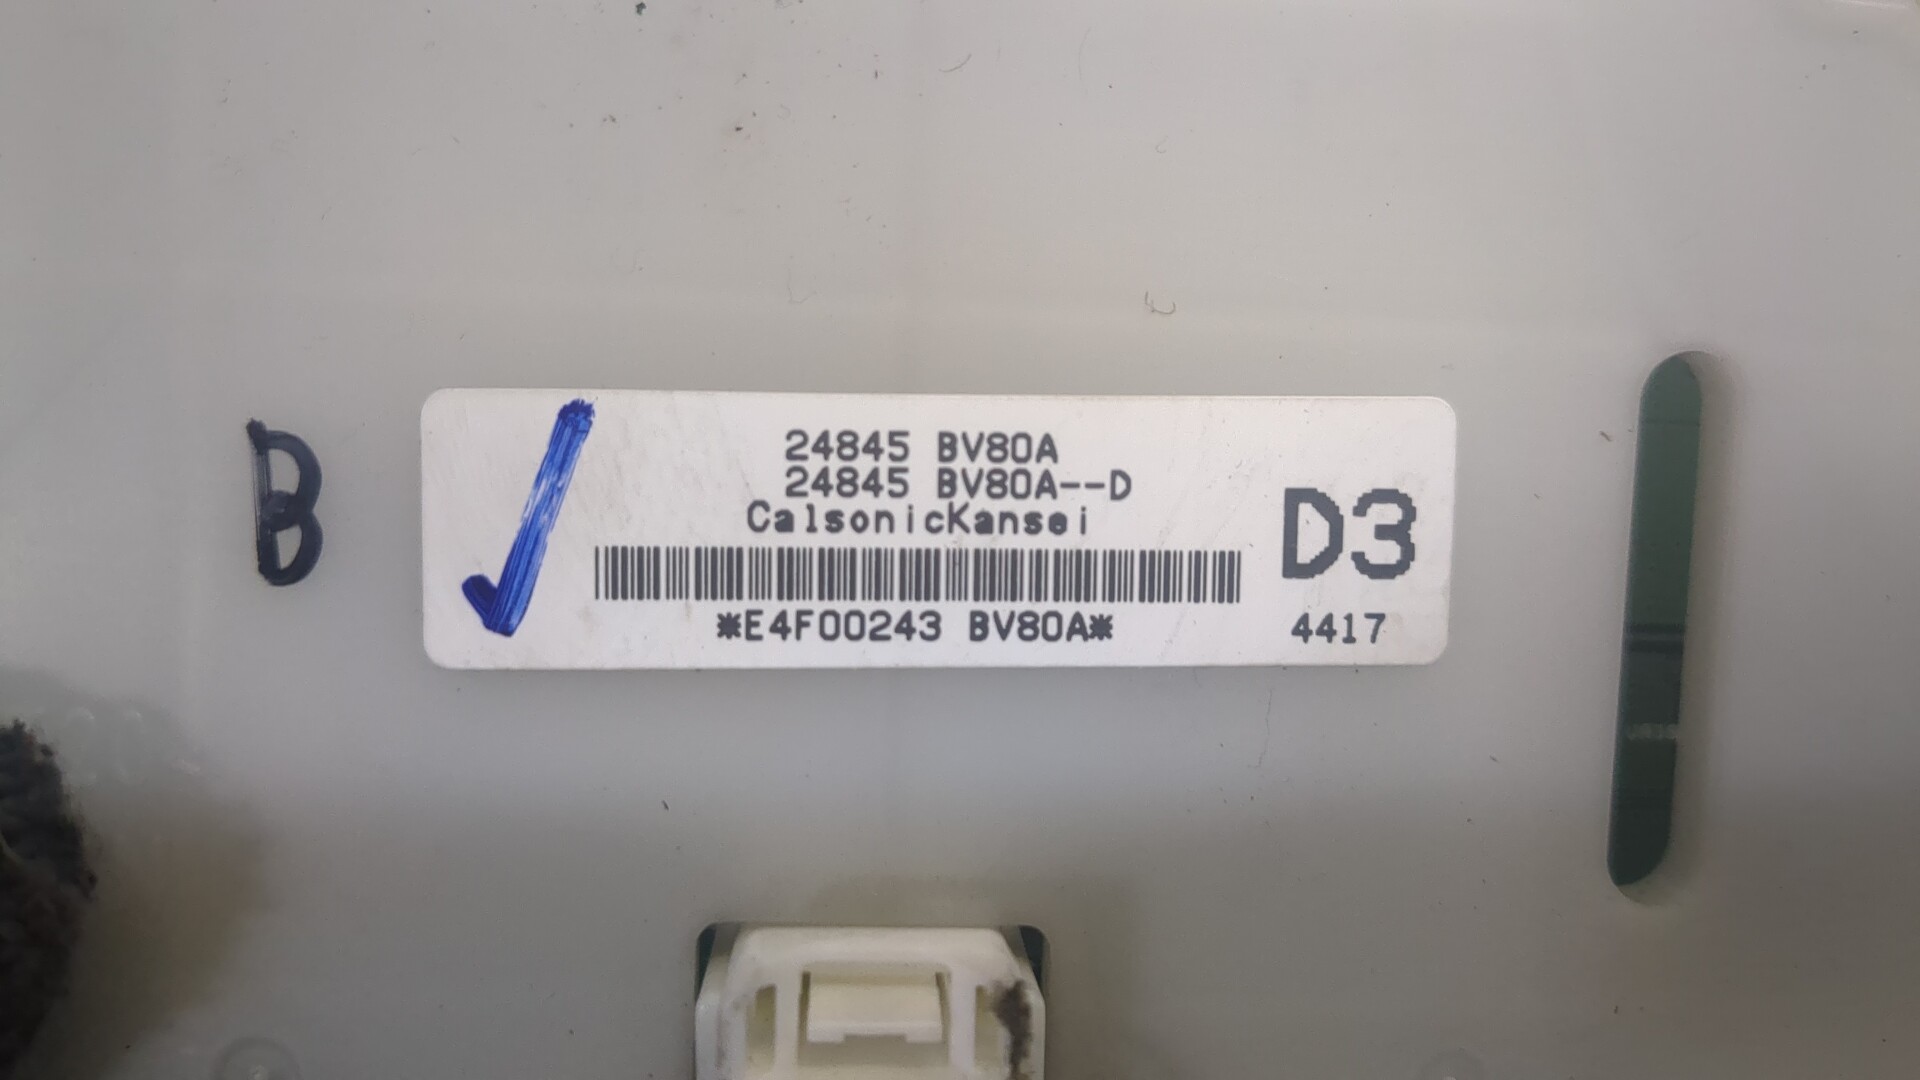 B
24845 BV80A
24845 BV80A--D
CalsonicKansei
D3
*E4F00243 BV80A*
4417